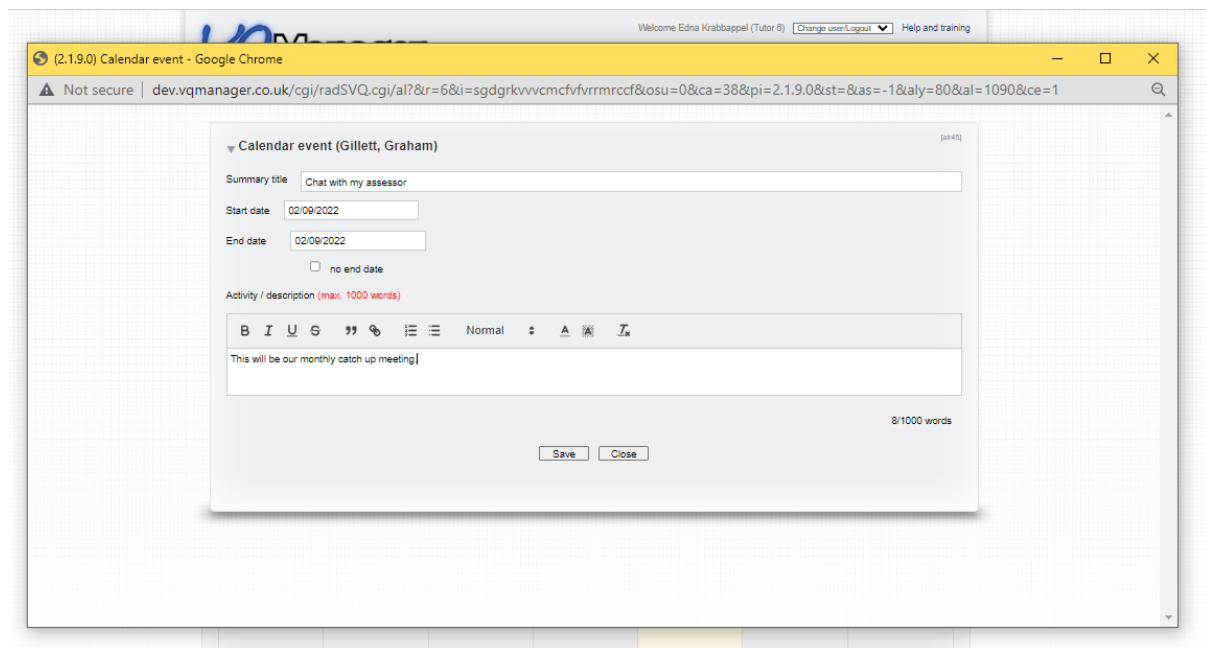 Welcome Edna Krabbappel (Tutor 6) Change user/Logout Help and training
VQManager
(2.1.9.0) Calendar event - Google Chrome
Not secure | dev.vqmanager.co.uk/cgi/radSVQ.cgi/al?&r=6&i=sgdgrkvvvcmcfvfvrrmrccf&osu=0&ca=38&pi=2.1.9.0&st=&as=-1&aly=80&al=1090&ce=1
Calendar event (Gillett, Graham)
Summary title Chat with my assessor
Start date 02/09/2022
End date 02/09/2022
no end date
Activity / description (max. 1000 words)
B I U S Normal A A Tx
This will be our monthly catch up meeting.
8/1000 words
Save Close